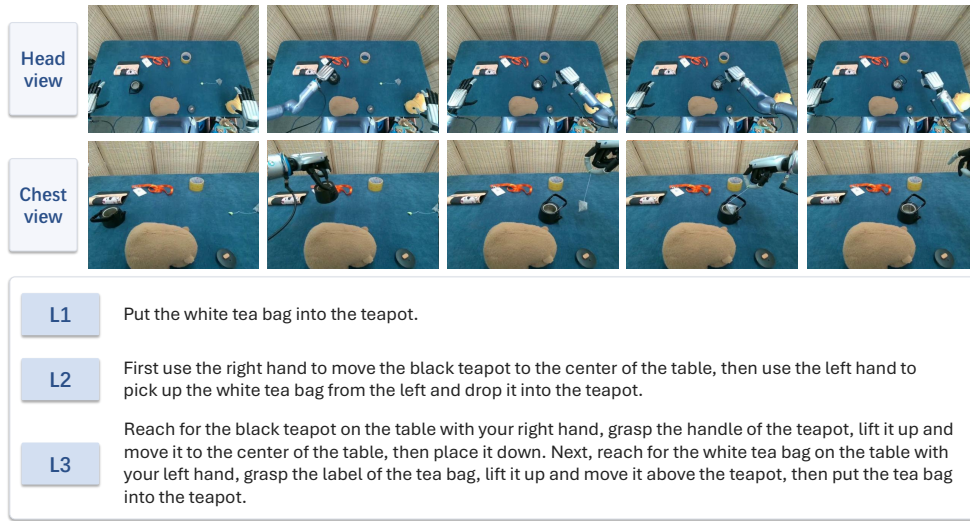 Head
view
Chest
view
L1
Put the white tea bag into the teapot.
L2
First use the right hand to move the black teapot to the center of the table, then use the left hand to
pick up the white tea bag from the left and drop it into the teapot.
L3
Reach for the black teapot on the table with your right hand, grasp the handle of the teapot, lift it up and
move it to the center of the table, then place it down. Next, reach for the white tea bag on the table with
your left hand, grasp the label of the tea bag, lift it up and move it above the teapot, then put the tea bag
into the teapot.